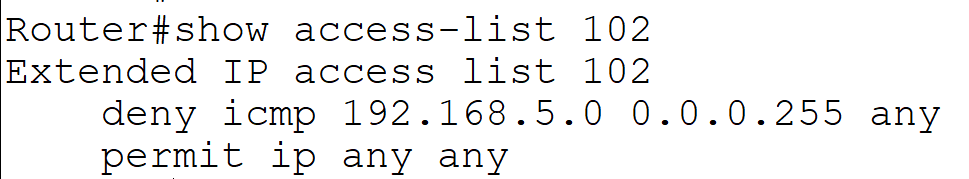 Router#show access-list 102
Extended IP access list 102
    deny icmp 192.168.5.0 0.0.0.255 any
    permit ip any any